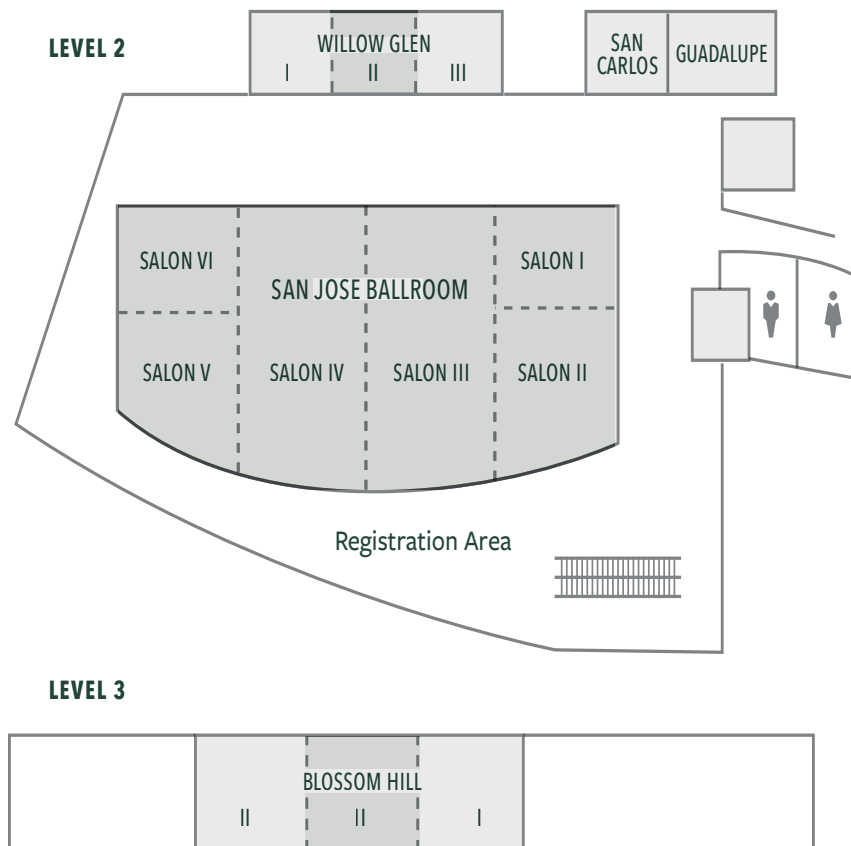 LEVEL 2
WILLOW GLEN
I II III
SAN
CARLOS
GUADALUPE
SALON VI
SALON I
SAN JOSE BALLROOM
SALON V
SALON IV
SALON III
SALON II
Registration Area
LEVEL 3
BLOSSOM HILL
II II I